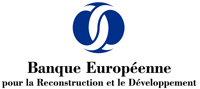 Banque Européenne
pour la Reconstruction et le Développement